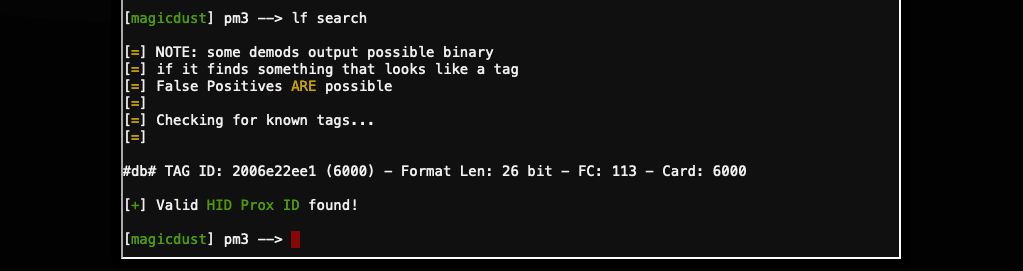 [magicdust] pm3 --> lf search
[=] NOTE: some demods output possible binary
[=] if it finds something that looks like a tag
[=] False Positives ARE possible
[=]
[=] Checking for known tags...
[=]
#db# TAG ID: 2006e22ee1 (6000) - Format Len: 26 bit - FC: 113 - Card: 6000
[+] Valid HID Prox ID found!
[magicdust] pm3 -->